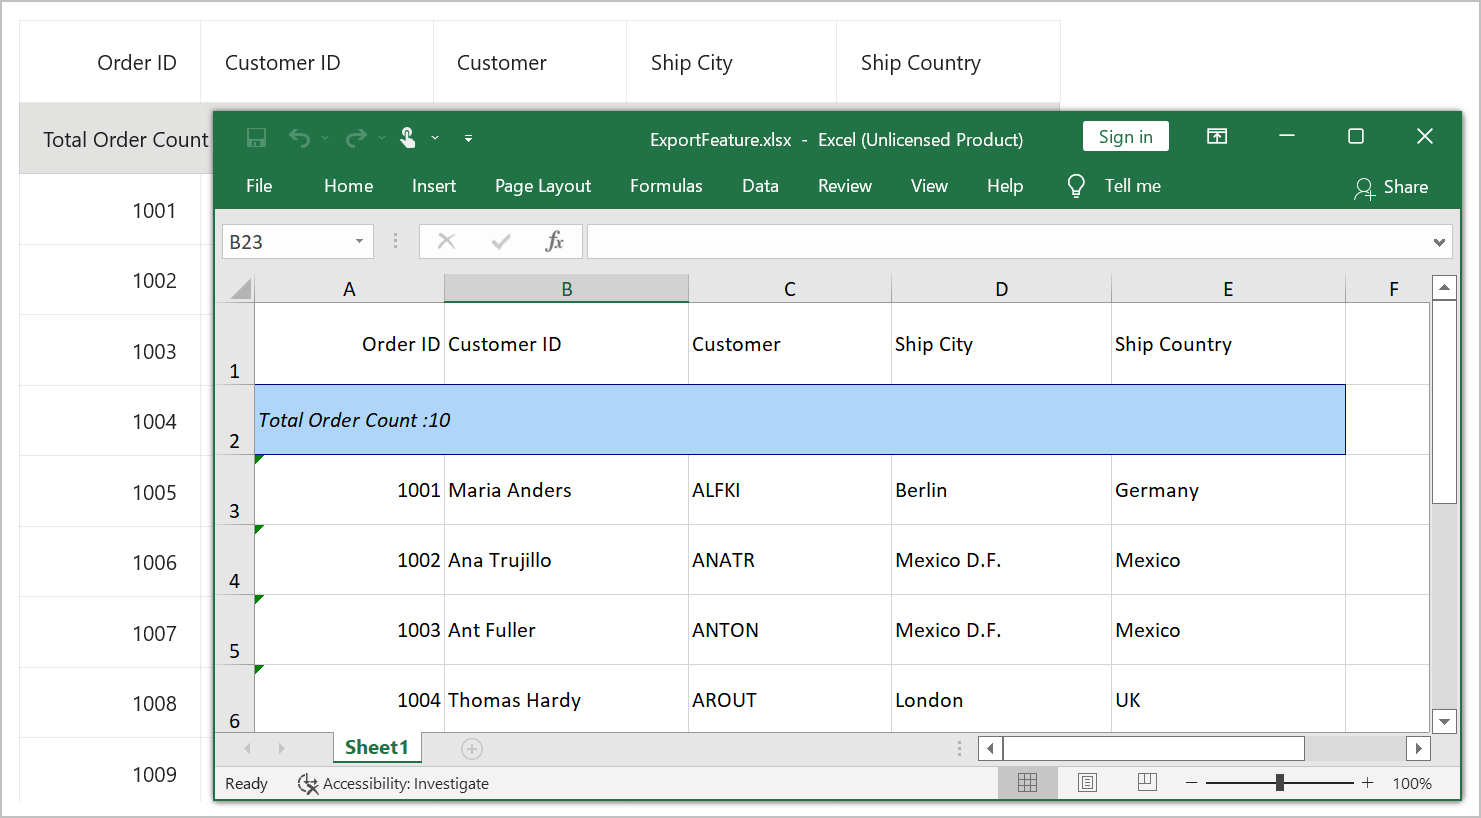 Order ID Customer ID Customer Ship City Ship Country
Total Order Count
1001
1002
1003
1004
1005
1006
1007
1008
1009
ExportFeature.xlsx - Excel (Unlicensed Product) Sign in
File Home Insert Page Layout Formulas Data Review View Help Tell me Share
B23 fx
A B C D E F
1 Order ID Customer ID Customer Ship City Ship Country
2 Total Order Count :10
3 1001 Maria Anders ALFKI Berlin Germany
4 1002 Ana Trujillo ANATR Mexico D.F. Mexico
5 1003 Ant Fuller ANTON Mexico D.F. Mexico
6 1004 Thomas Hardy AROUT London UK
Sheet1
Ready Accessibility: Investigate 100%